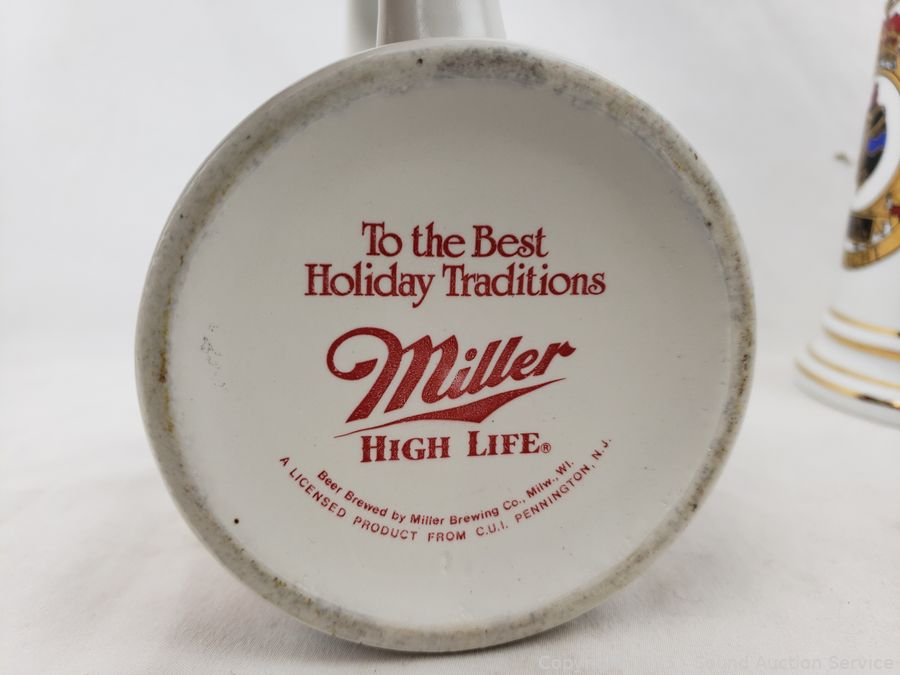 To the Best
Holiday Traditions
Miller
HIGH LIFE®
Beer Brewed by Miller Brewing Co., Milw., WI.
A LICENSED PRODUCT FROM C.U.I. PENNINGTON, N.J.
Sound Auction Service